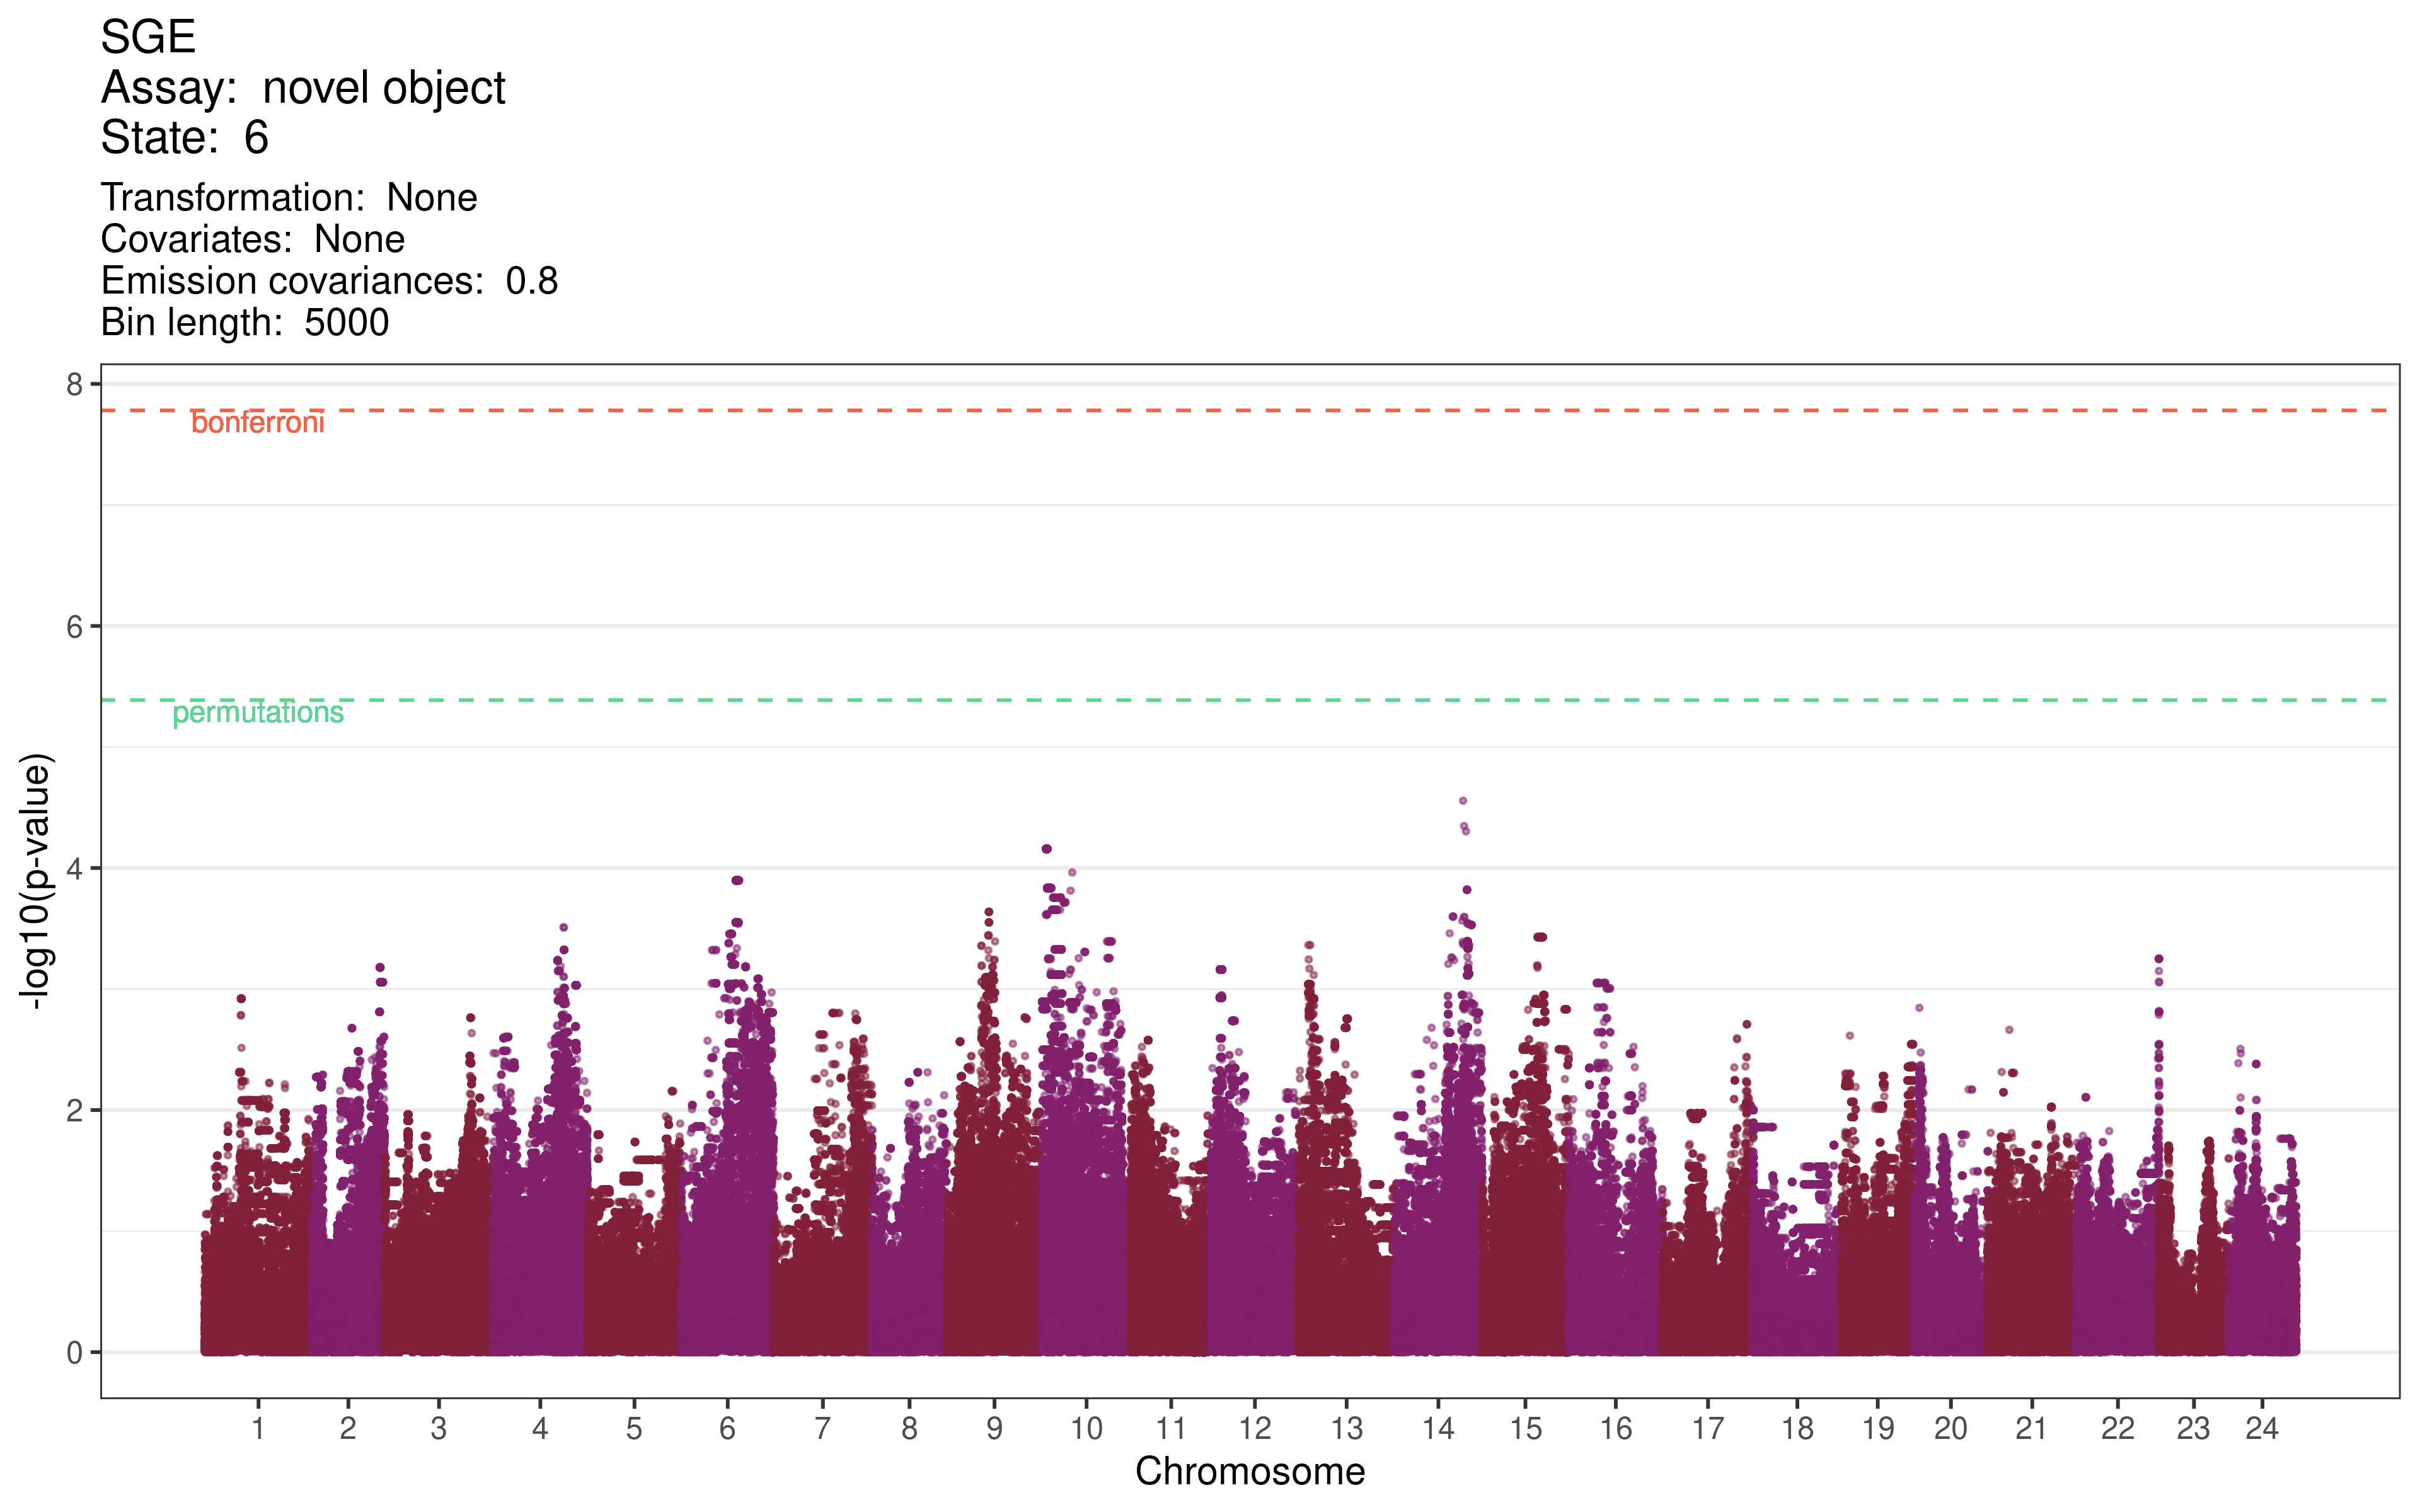 SGE
Assay:  novel object
State:  6
Transformation:  None
Covariates:  None
Emission covariances:  0.8
Bin length:  5000
8
bonferroni
6
permutations
4
2
0
-log10(p-value)
1 2 3 4 5 6 7 8 9 10 11 12 13 14 15 16 17 18 19 20 21 22 23 24
Chromosome